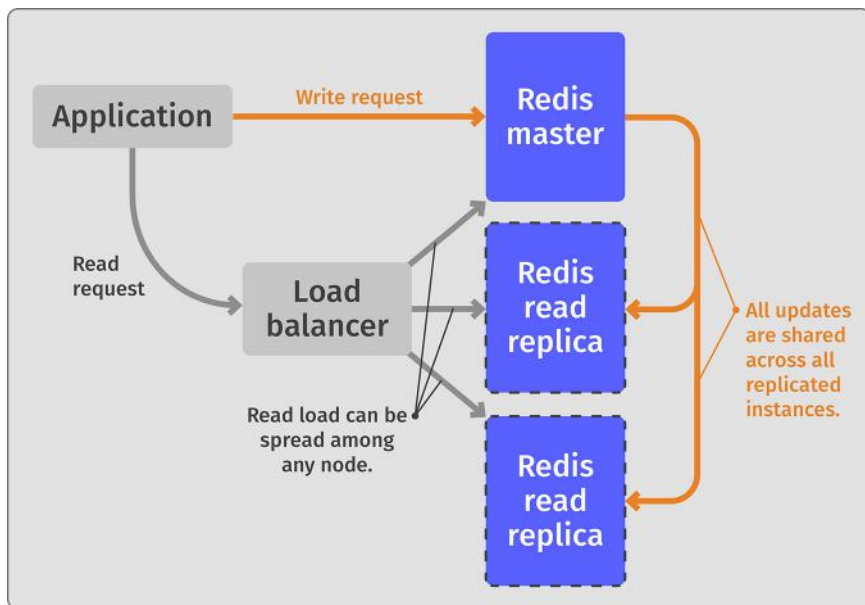 Application
Write request
Redis
master
Read
request
Load
balancer
Redis
read
replica
All updates
are shared
across all
replicated
instances.
Read load can be
spread among
any node.
Redis
read
replica